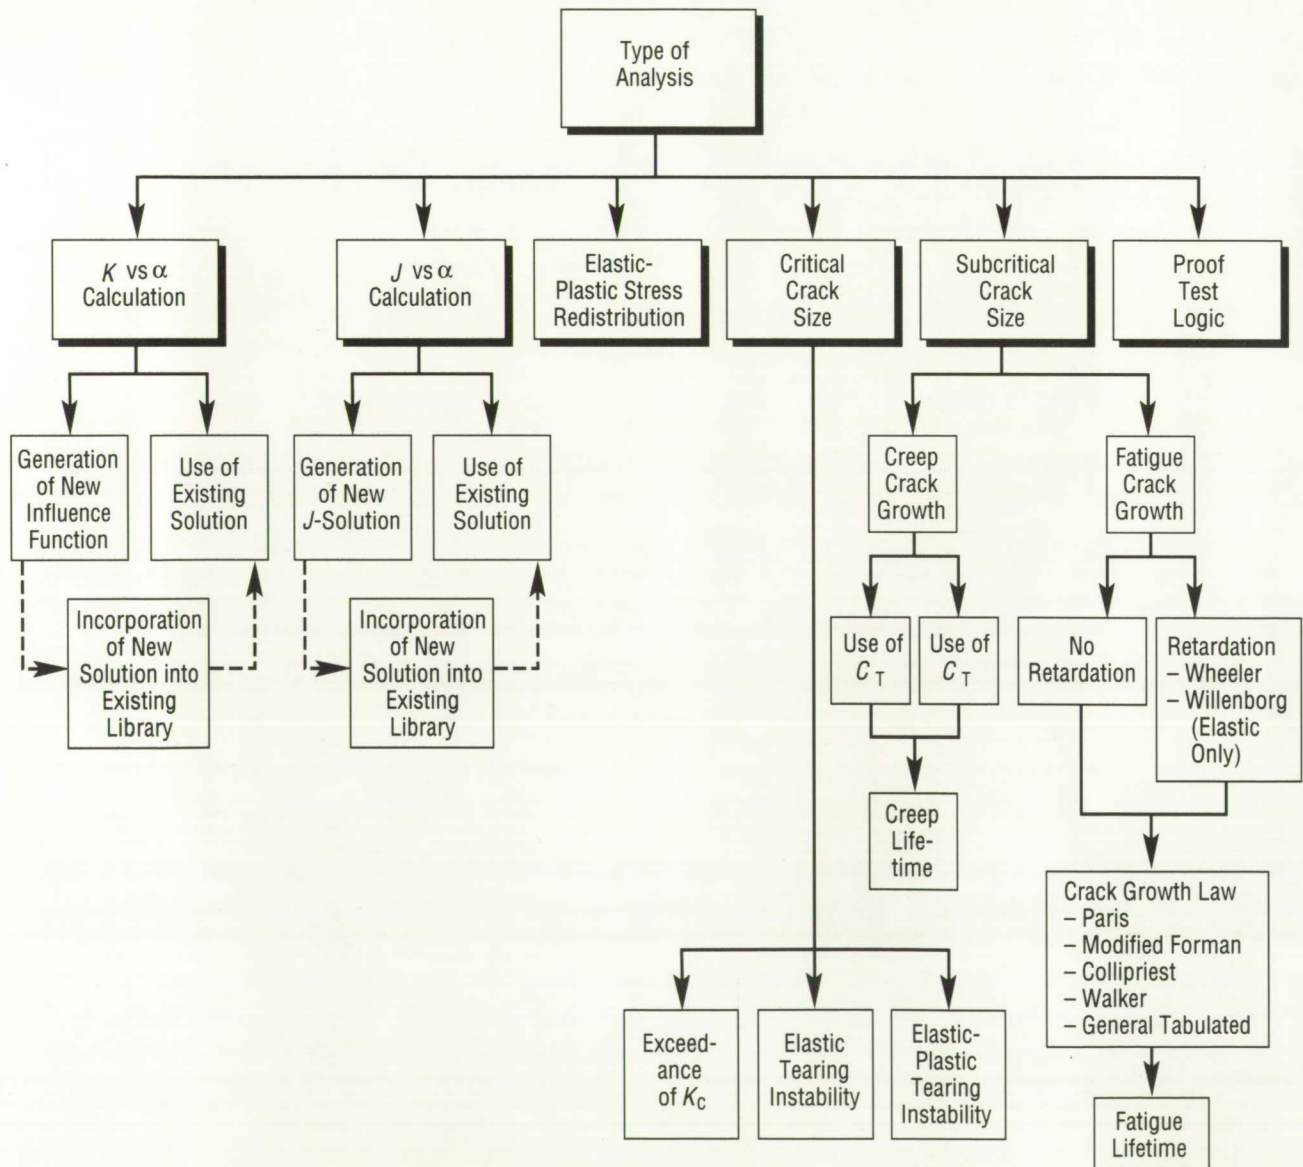 Type of
Analysis
K vs α
Calculation
J vs α
Calculation
Elastic-
Plastic Stress
Redistribution
Critical
Crack
Size
Subcritical
Crack
Size
Proof
Test
Logic
Generation
of New
Influence
Function
Use of
Existing
Solution
Generation
of New
J-Solution
Use of
Existing
Solution
Creep
Crack
Growth
Fatigue
Crack
Growth
Incorporation
of New
Solution into
Existing
Library
Incorporation
of New
Solution into
Existing
Library
Use of
C T
Use of
C T
No
Retardation
Retardation
– Wheeler
– Willenborg
(Elastic
Only)
Creep
Life-
time
Crack Growth Law
– Paris
– Modified Forman
– Collipriest
– Walker
– General Tabulated
Exceed-
ance
of KC
Elastic
Tearing
Instability
Elastic-
Plastic
Tearing
Instability
Fatigue
Lifetime